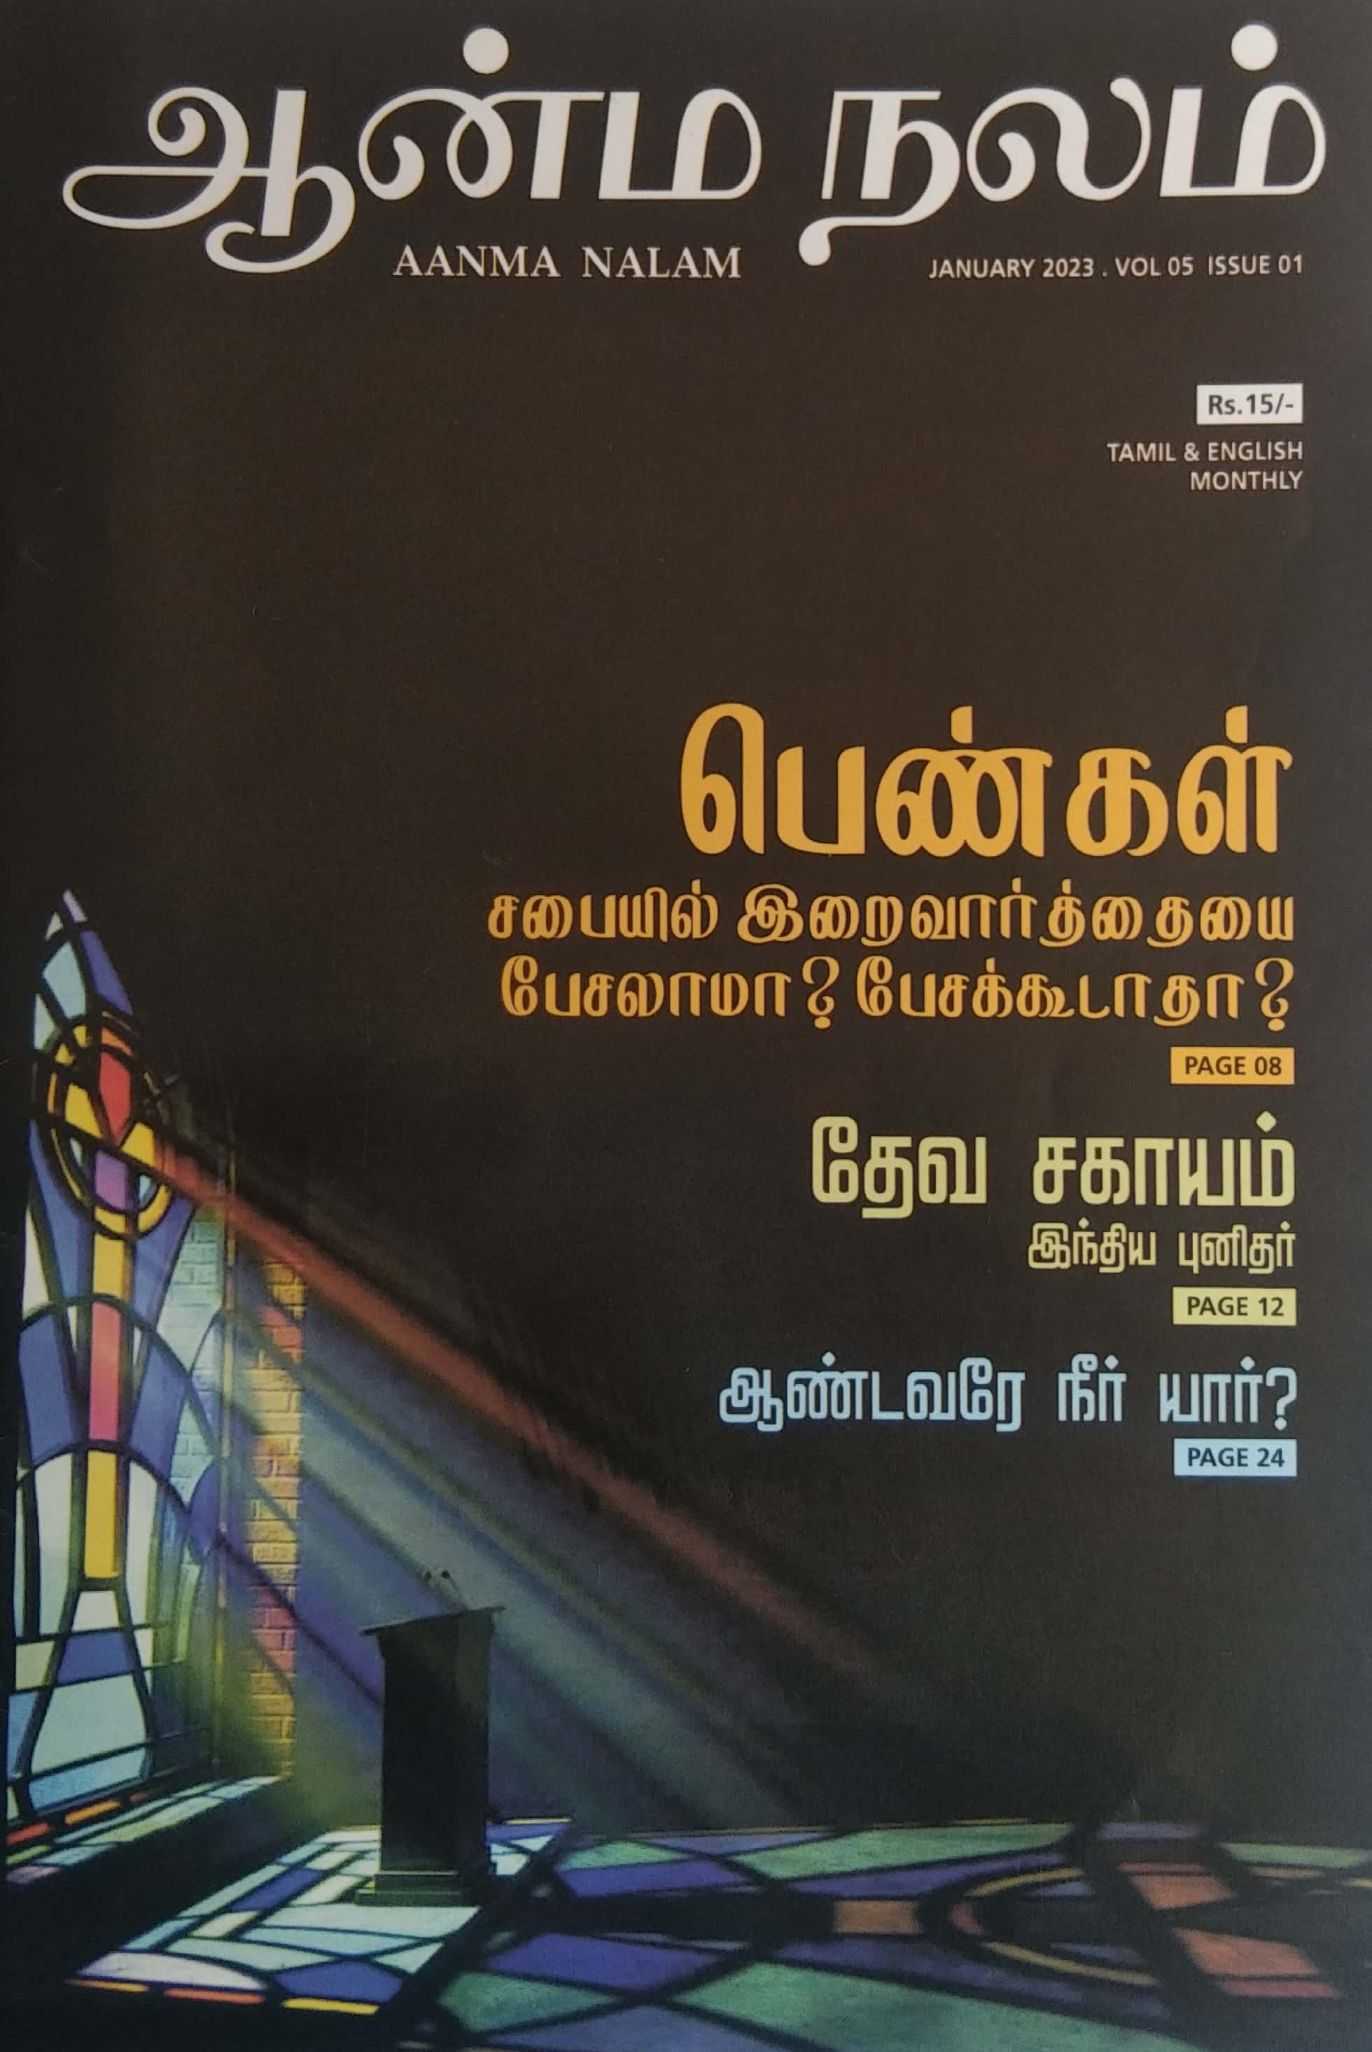 ஆன்ம நலம்
AANMA NALAM
JANUARY 2023 . VOL 05 ISSUE 01
Rs.15/-
TAMIL & ENGLISH
MONTHLY
பெண்கள்
சபையில் இறைவார்த்தையை
பேசலாமா? பேசக்கூடாதா?
PAGE 08
தேவ சகாயம்
இந்திய புனிதர்
PAGE 12
ஆண்டவரே நீர் யார்?
PAGE 24